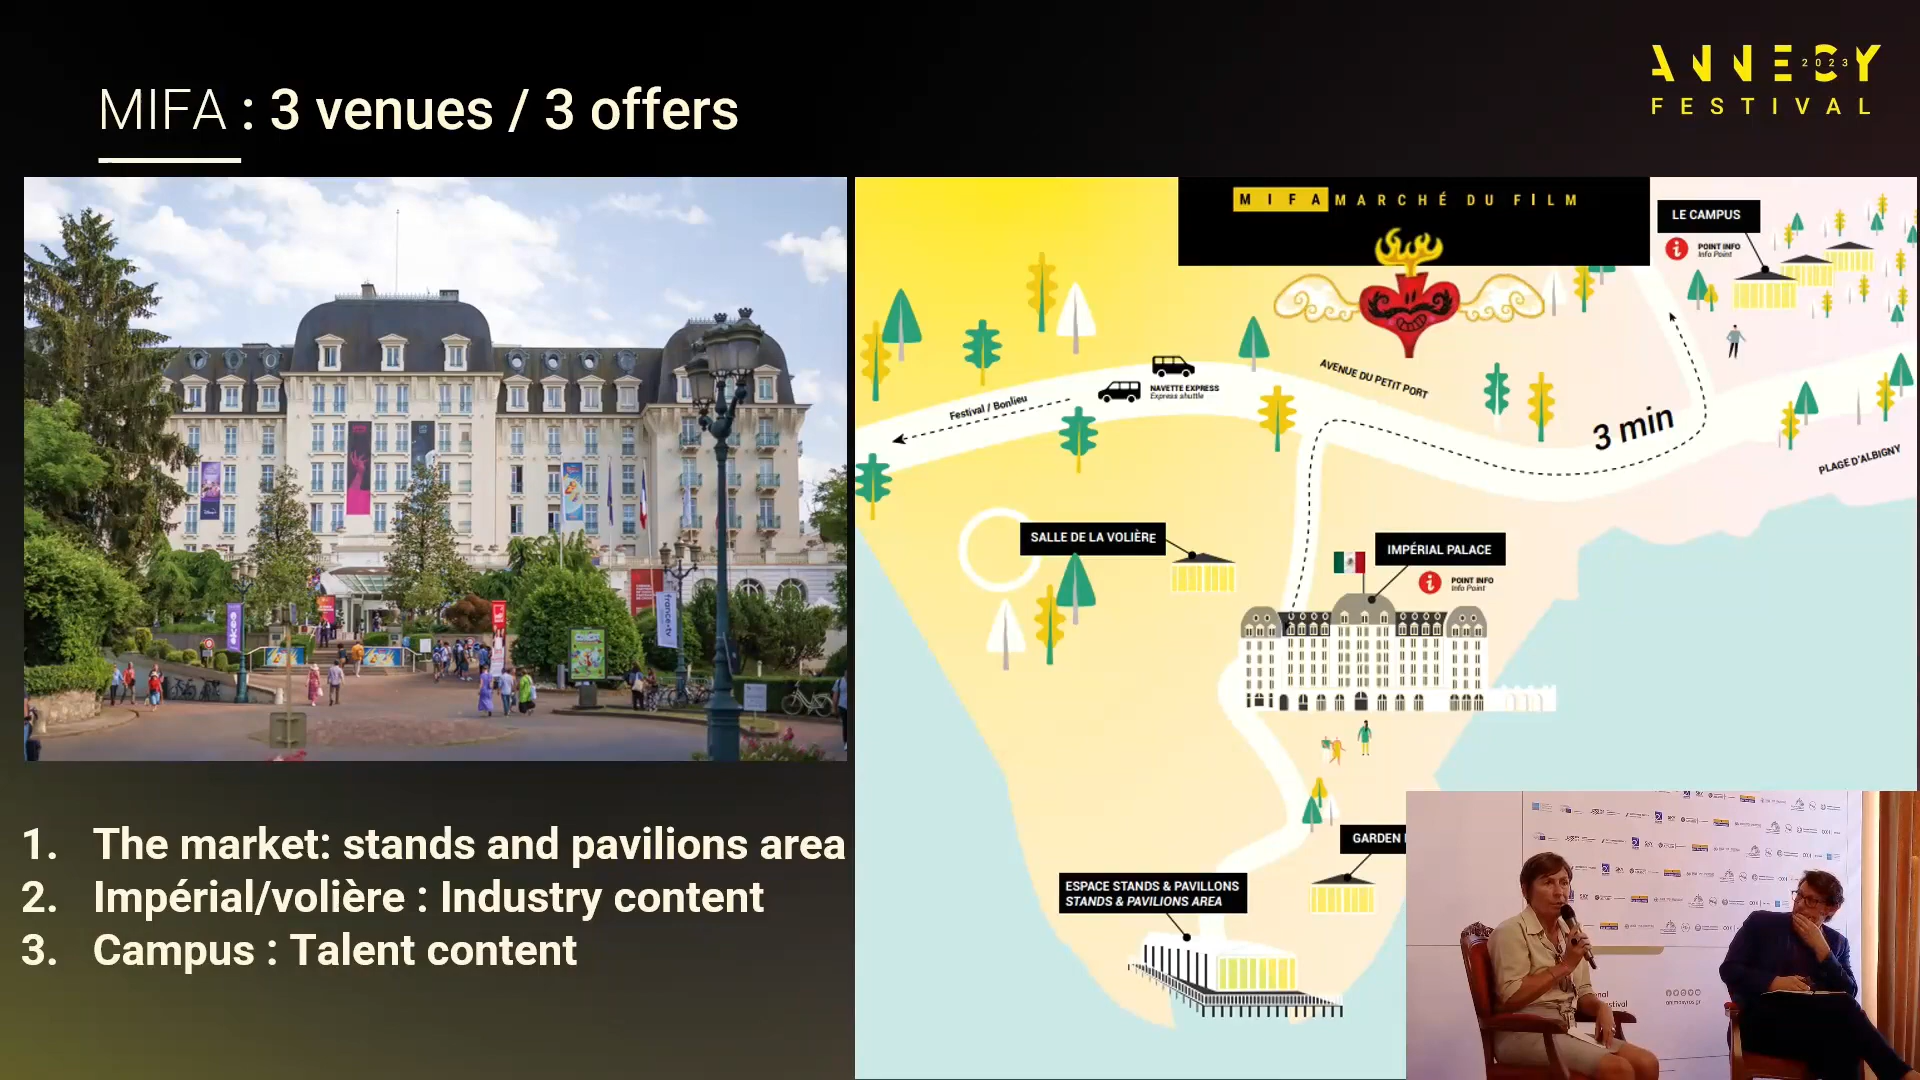 MIFA : 3 venues / 3 offers
ANNECY
2023
FESTIVAL
MIFA MARCHÉ DU FILM
LE CAMPUS
POINT INFO
Info Point
NAVETTE EXPRESS
Express shuttle
Festival / Bonlieu
AVENUE DU PETIT PORT
3 min
PLAGE D'ALBIGNY
SALLE DE LA VOLIÈRE
IMPÉRIAL PALACE
POINT INFO
Info Point
GARDEN
ESPACE STANDS & PAVILLONS
STANDS & PAVILIONS AREA
france•tv
1. The market: stands and pavilions area
2. Impérial/volière : Industry content
3. Campus : Talent content